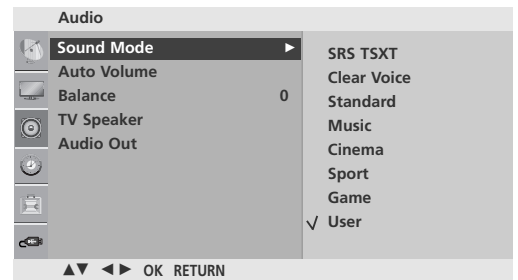 Audio
Sound Mode ►
Auto Volume
Balance 0
TV Speaker
Audio Out
SRS TSXT
Clear Voice
Standard
Music
Cinema
Sport
Game
√ User
▲▼ ◄► OK RETURN